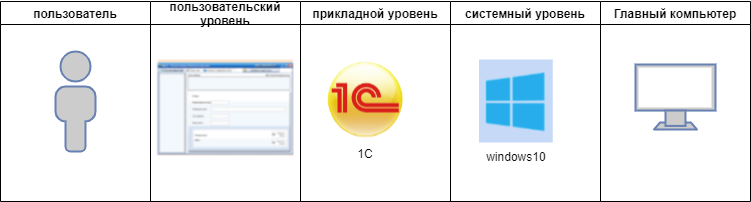 пользователь
пользовательский
уровень
прикладной уровень
системный уровень
Главный компьютер
1С
1С
windows10